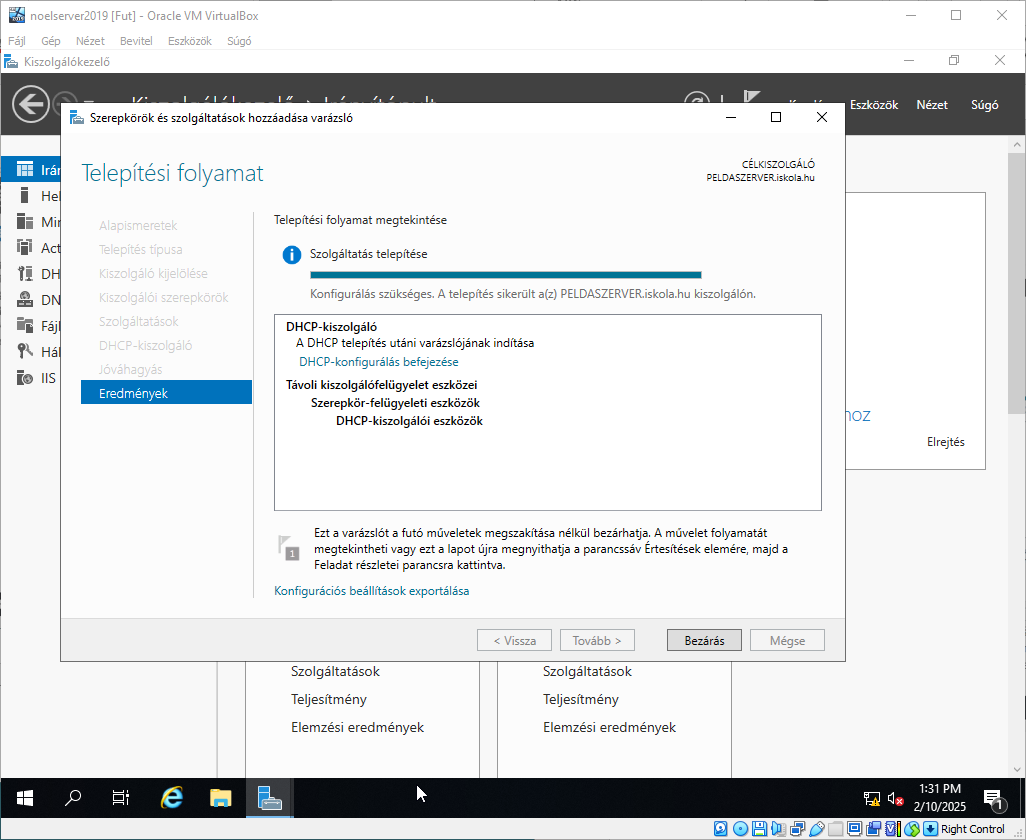 noelserver2019 [Fut] - Oracle VM VirtualBox
Fájl Gép Nézet Bevitel Eszközök Súgó
Kiszolgálókezelő
Eszközök Nézet Súgó
Szerepkörök és szolgáltatások hozzáadása varázsló
Telepítési folyamat
CÉLKISZOLGÁLÓ
PELDASZERVER.iskola.hu
Alapismeretek
Telepítés típusa
Kiszolgáló kijelölése
Kiszolgálói szerepkörök
Szolgáltatások
DHCP-kiszolgáló
Jóváhagyás
Eredmények
Telepítési folyamat megtekintése
Szolgáltatás telepítése
Konfigurálás szükséges. A telepítés sikerült a(z) PELDASZERVER.iskola.hu kiszolgálón.
DHCP-kiszolgáló
A DHCP telepítés utáni varázslójának indítása
DHCP-konfigurálás befejezése
Távoli kiszolgálófelügyelet eszközei
Szerepkör-felügyeleti eszközök
DHCP-kiszolgálói eszközök
1
Ezt a varázslót a futó műveletek megszakítása nélkül bezárhatja. A művelet folyamatát
megtekintheti vagy ezt a lapot újra megnyithatja a parancssáv Értesítések elemére, majd a
Feladat részletei parancsra kattintva.
Konfigurációs beállítások exportálása
< Vissza Tovább > Bezárás Mégse
Irá
Hel
Min
Act
DH
DN
Fájl
Hál
IIS
hoz
Elrejtés
Szolgáltatások
Teljesítmény
Elemzési eredmények
Szolgáltatások
Teljesítmény
Elemzési eredmények
1:31 PM
2/10/2025
1
Right Control